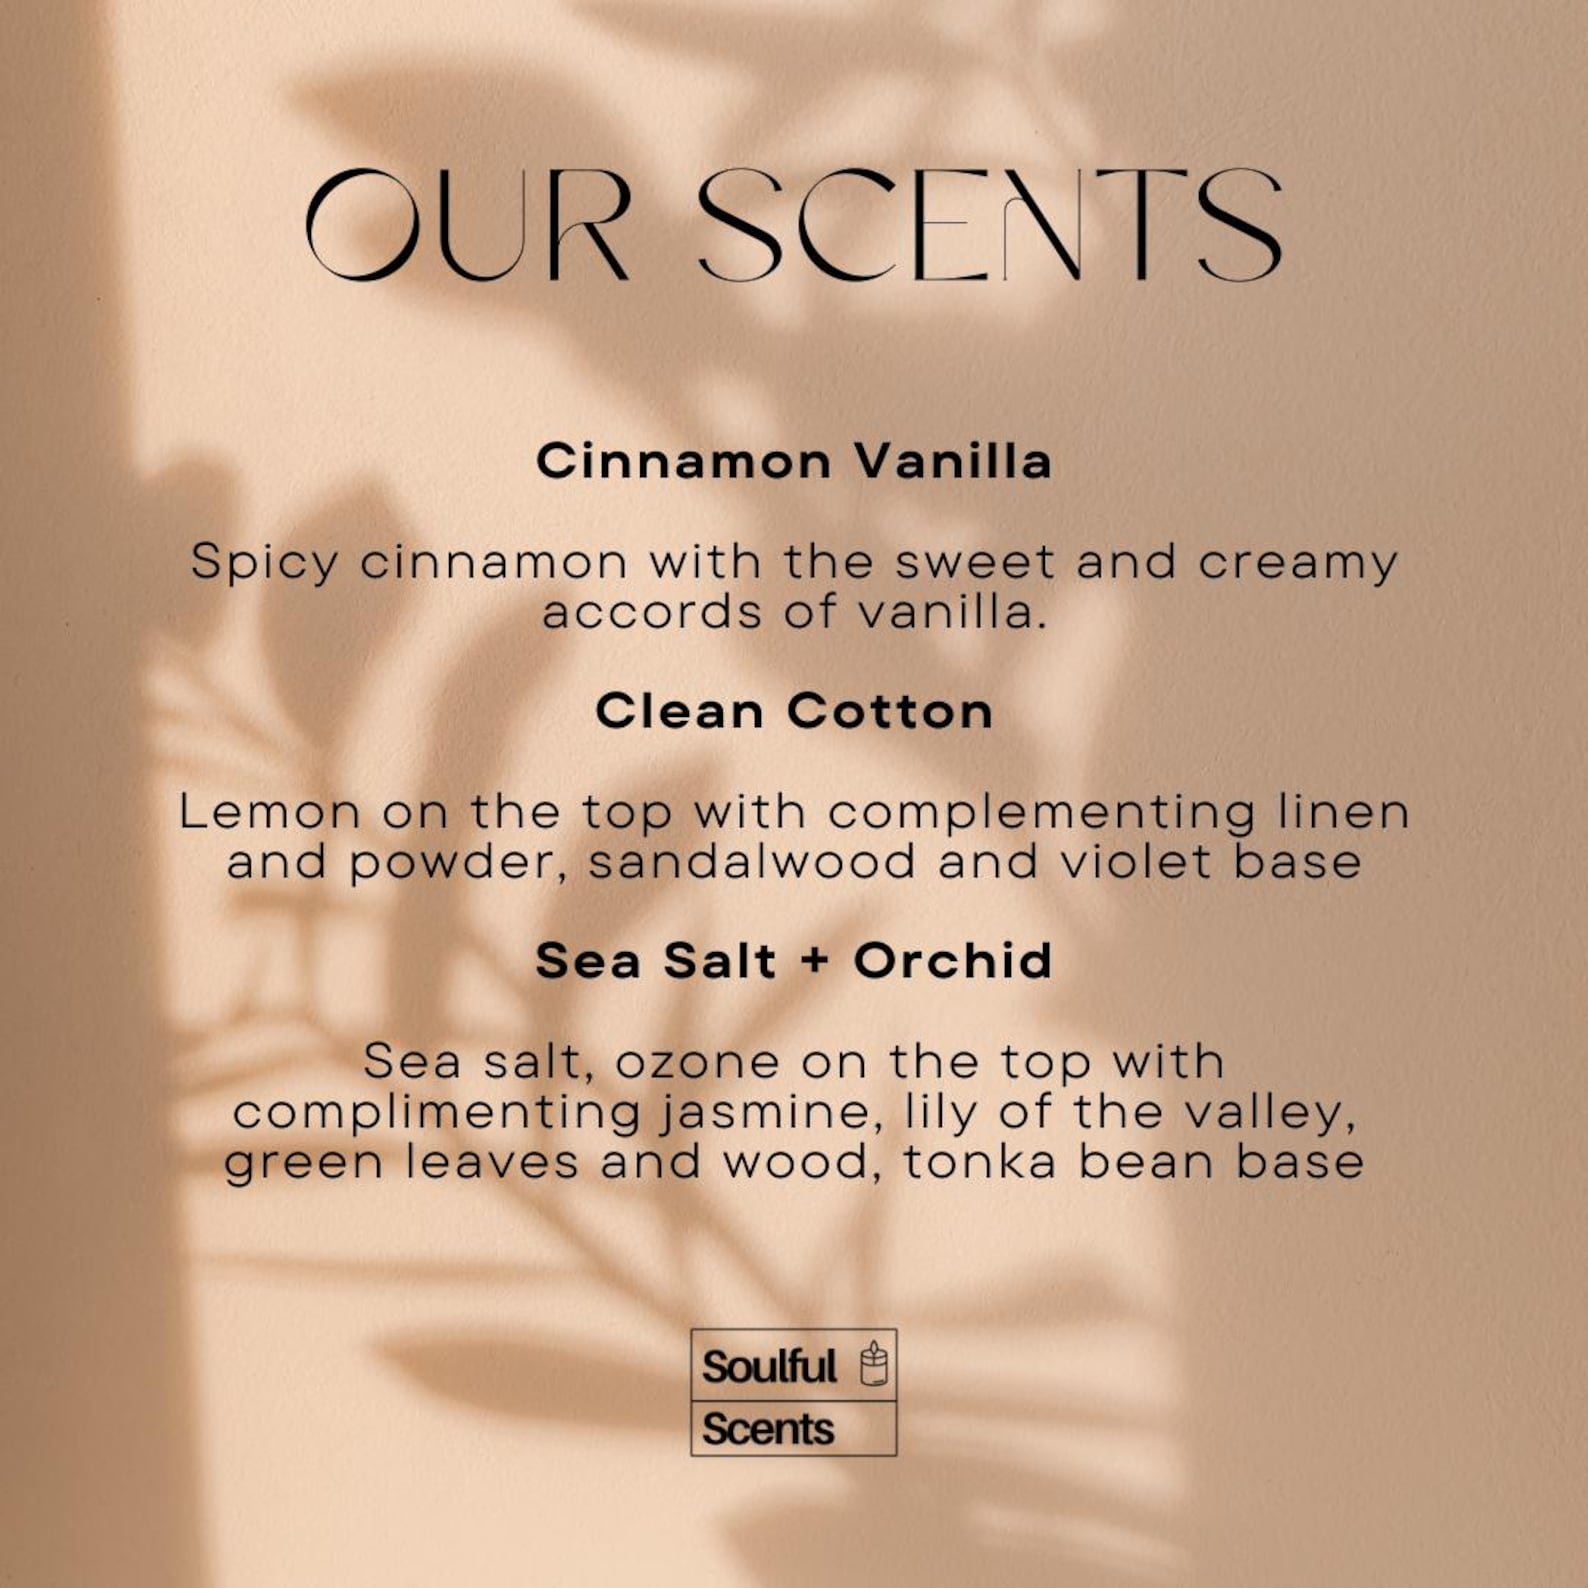 OUR SCENTS
Cinnamon Vanilla
Spicy cinnamon with the sweet and creamy
accords of vanilla.
Clean Cotton
Lemon on the top with complementing linen
and powder, sandalwood and violet base
Sea Salt + Orchid
Sea salt, ozone on the top with
complimenting jasmine, lily of the valley,
green leaves and wood, tonka bean base
Soulful
Scents